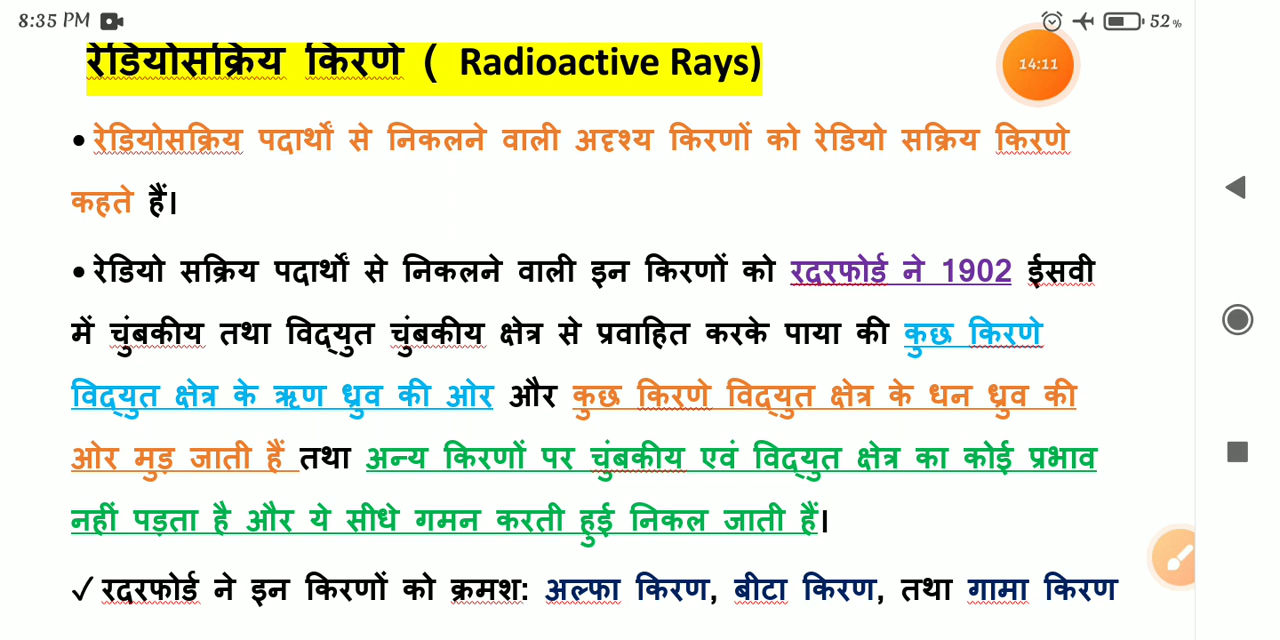 8:35 PM
52%
रेडियोसक्रिय किरणे ( Radioactive Rays)
14:11
• रेडियोसक्रिय पदार्थों से निकलने वाली अदृश्य किरणों को रेडियो सक्रिय किरणे
कहते हैं।
• रेडियो सक्रिय पदार्थों से निकलने वाली इन किरणों को रदरफोर्ड ने 1902 ईसवी
में चुंबकीय तथा विद्युत चुंबकीय क्षेत्र से प्रवाहित करके पाया की कुछ किरणे
विद्युत क्षेत्र के ऋण ध्रुव की ओर और कुछ किरणे विद्युत क्षेत्र के धन ध्रुव की
ओर मुड़ जाती हैं तथा अन्य किरणों पर चुंबकीय एवं विद्युत क्षेत्र का कोई प्रभाव
नहीं पड़ता है और ये सीधे गमन करती हुई निकल जाती हैं।
✓ रदरफोर्ड ने इन किरणों को क्रमश: अल्फा किरण, बीटा किरण, तथा गामा किरण